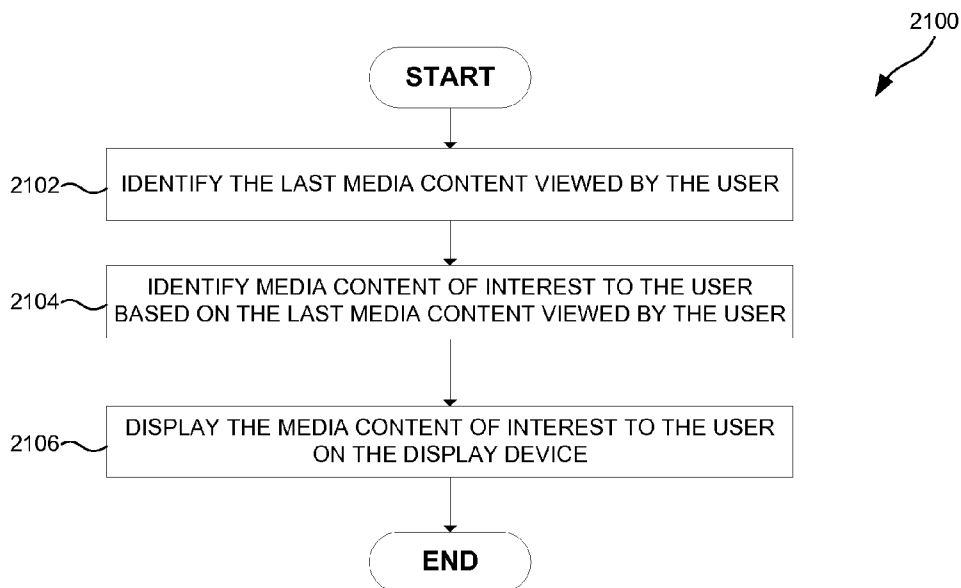 2100
START
2102
IDENTIFY THE LAST MEDIA CONTENT VIEWED BY THE USER
2104
IDENTIFY MEDIA CONTENT OF INTEREST TO THE USER
BASED ON THE LAST MEDIA CONTENT VIEWED BY THE USER
2106
DISPLAY THE MEDIA CONTENT OF INTEREST TO THE USER
ON THE DISPLAY DEVICE
END